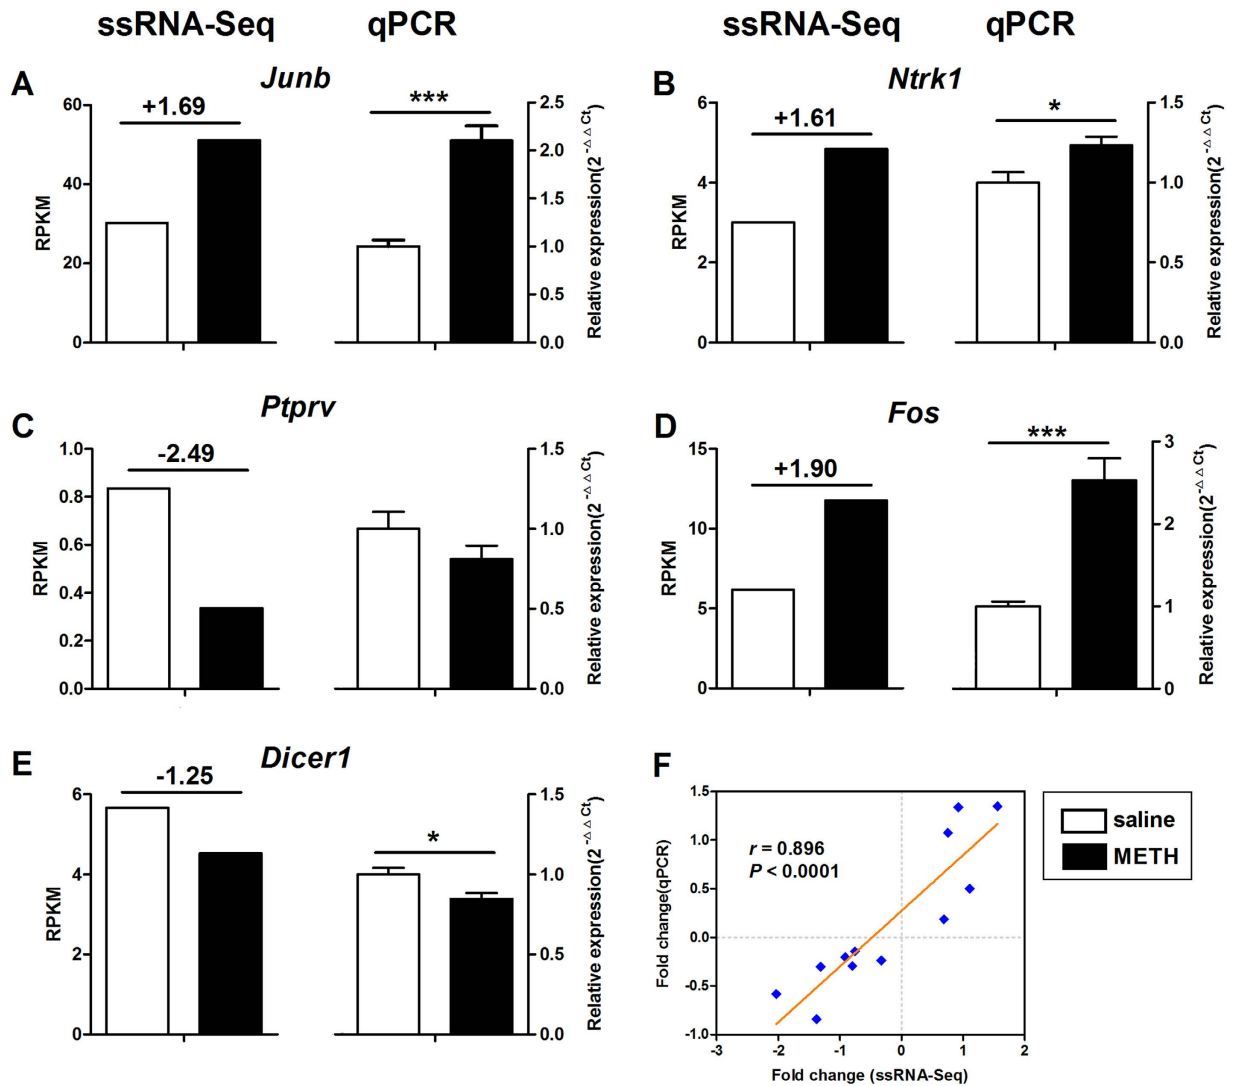 ssRNA-Seq qPCR ssRNA-Seq qPCR
A Junb
+1.69 ***
60
40
20
0
RPKM
2.5
2.0
1.5
1.0
0.5
0.0
Relative expression(2-△△Ct)
B Ntrk1
+1.61 *
6
4
2
0
RPKM
1.5
1.0
0.5
0.0
Relative expression(2-△△Ct)
C Ptprv
-2.49
1.0
0.8
0.6
0.4
0.2
0.0
RPKM
1.5
1.0
0.5
0.0
Relative expression(2-△△Ct)
D Fos
+1.90 ***
15
10
5
0
RPKM
3
2
1
0
Relative expression(2-△△Ct)
E Dicer1
-1.25 *
6
4
2
0
RPKM
1.5
1.0
0.5
0.0
Relative expression(2-△△Ct)
F
r = 0.896
P < 0.0001
1.5
1.0
0.5
0.0
-0.5
-1.0
Fold change(qPCR)
-3 -2 -1 0 1 2
Fold change (ssRNA-Seq)
saline
METH